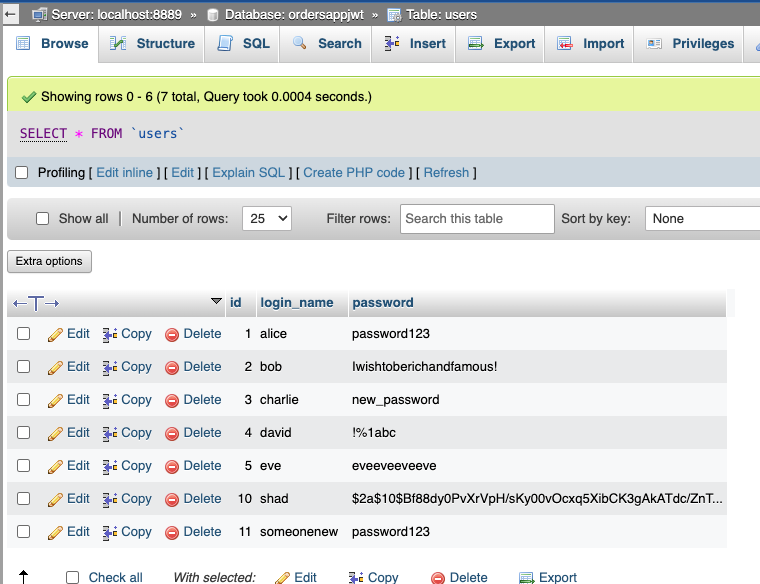 Server: localhost:8889 » Database: ordersappjwt » Table: users
Browse Structure SQL Search Insert Export Import Privileges
Showing rows 0 - 6 (7 total, Query took 0.0004 seconds.)
SELECT * FROM `users`
Profiling [ Edit inline ] [ Edit ] [ Explain SQL ] [ Create PHP code ] [ Refresh ]
Show all | Number of rows: 25 Filter rows: Search this table Sort by key: None
Extra options
←T→ id login_name password
Edit Copy Delete 1 alice password123
Edit Copy Delete 2 bob Iwishtoberichandfamous!
Edit Copy Delete 3 charlie new_password
Edit Copy Delete 4 david !%1abc
Edit Copy Delete 5 eve eveeveeveeve
Edit Copy Delete 10 shad $2a$10$Bf88dy0PvXrVpH/sKy00vOcxq5XibCK3gAkATdc/ZnT...
Edit Copy Delete 11 someonenew password123
Check all With selected: Edit Copy Delete Export